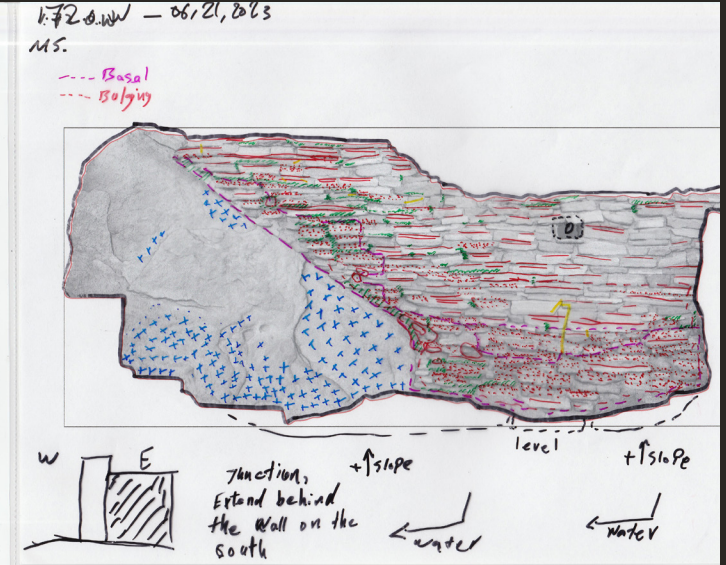 — 06/21/2023
MS.
Basal
Bulging
level
+↑slope
+↑slope
W
E
Junction,
Extend behind
the wall on the
south
water
water